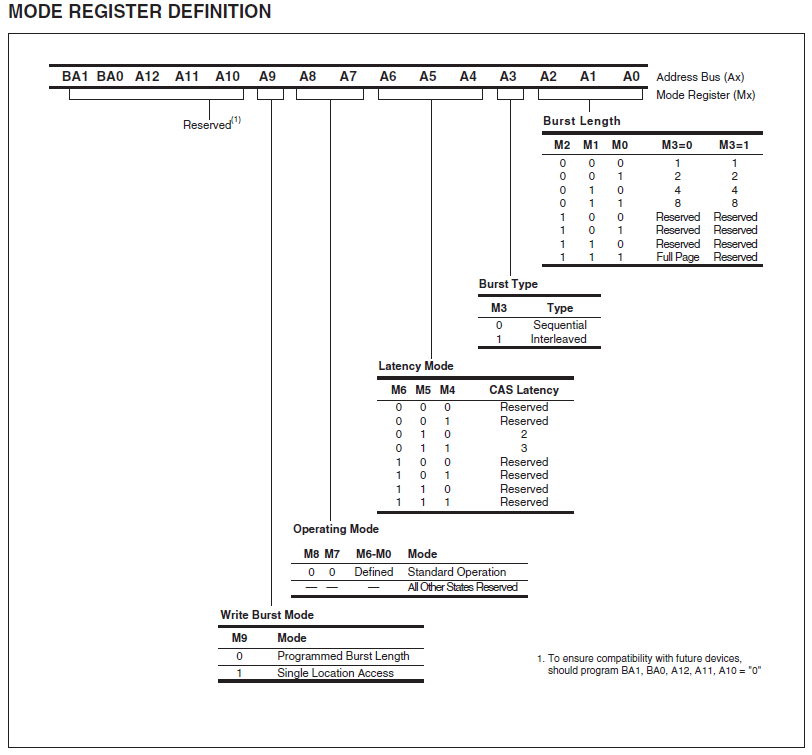 MODE REGISTER DEFINITION
BA1 BA0 A12 A11 A10 A9 A8 A7 A6 A5 A4 A3 A2 A1 A0 Address Bus (Ax)
Mode Register (Mx)
Reserved(1)
Burst Length
M2 M1 M0 M3=0 M3=1
0 0 0 1 1
0 0 1 2 2
0 1 0 4 4
0 1 1 8 8
1 0 0 Reserved Reserved
1 0 1 Reserved Reserved
1 1 0 Reserved Reserved
1 1 1 Full Page Reserved
Burst Type
M3 Type
0 Sequential
1 Interleaved
Latency Mode
M6 M5 M4 CAS Latency
0 0 0 Reserved
0 0 1 Reserved
0 1 0 2
0 1 1 3
1 0 0 Reserved
1 0 1 Reserved
1 1 0 Reserved
1 1 1 Reserved
Operating Mode
M8 M7 M6-M0 Mode
0 0 Defined Standard Operation
— — — All Other States Reserved
Write Burst Mode
M9 Mode
0 Programmed Burst Length
1 Single Location Access
1. To ensure compatibility with future devices,
should program BA1, BA0, A12, A11, A10 = "0"